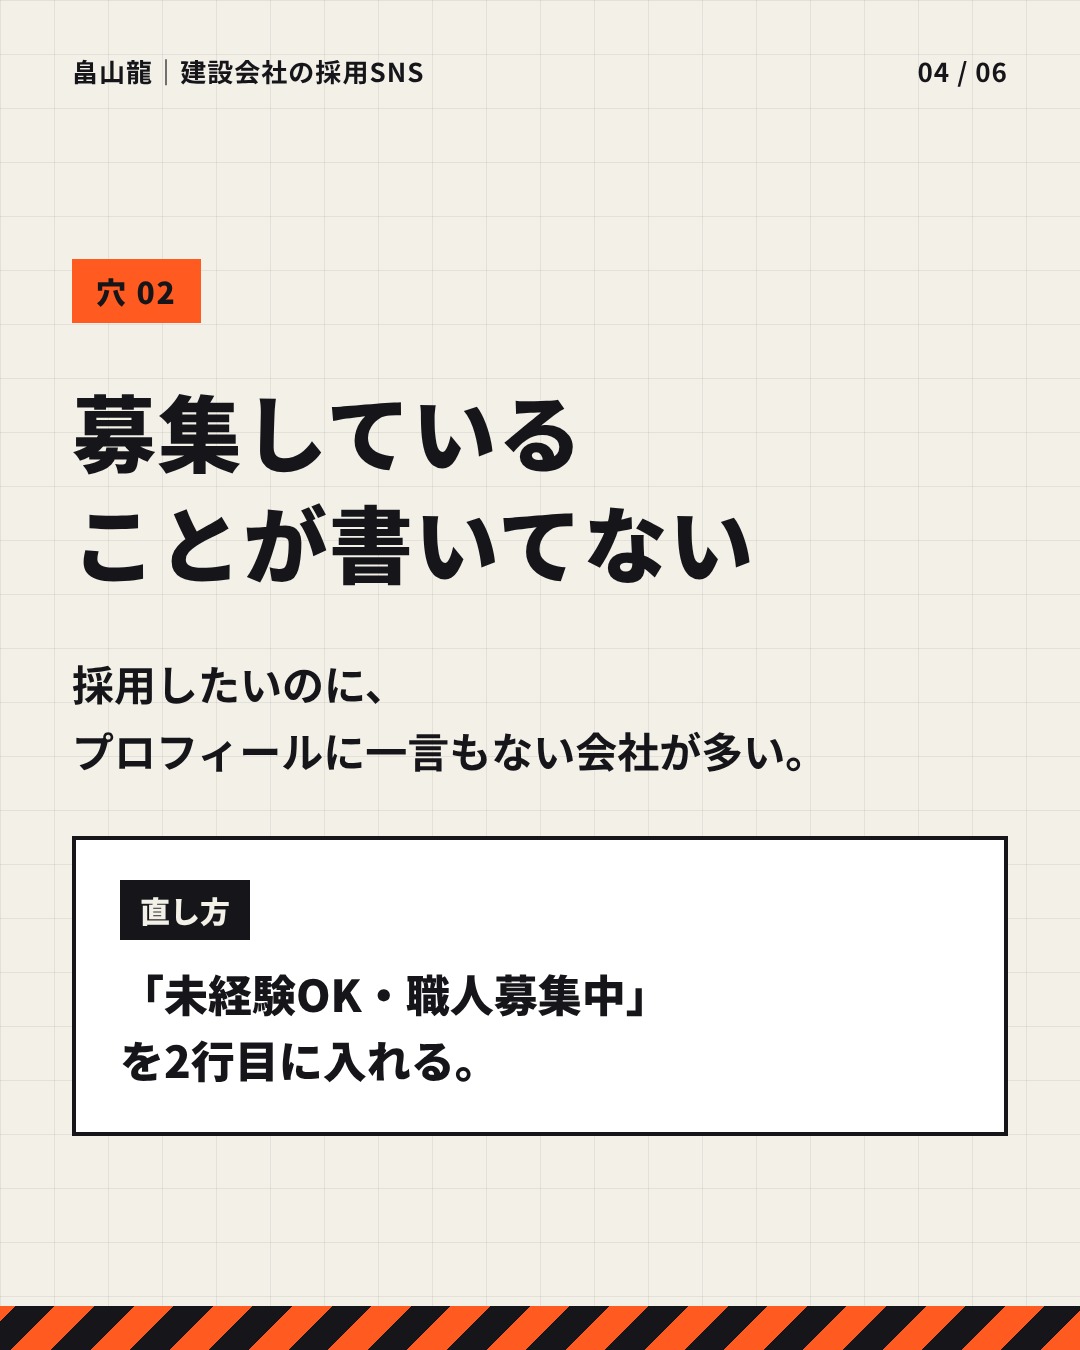 畠山龍｜建設会社の採用SNS
04 / 06
穴 02
募集している
ことが書いてない
採用したいのに、
プロフィールに一言もない会社が多い。
直し方
「未経験OK・職人募集中」
を2行目に入れる。